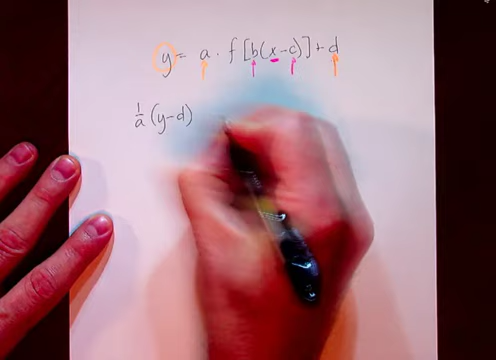 y = a · f[b(x-c)] + d
1/a (y-d)